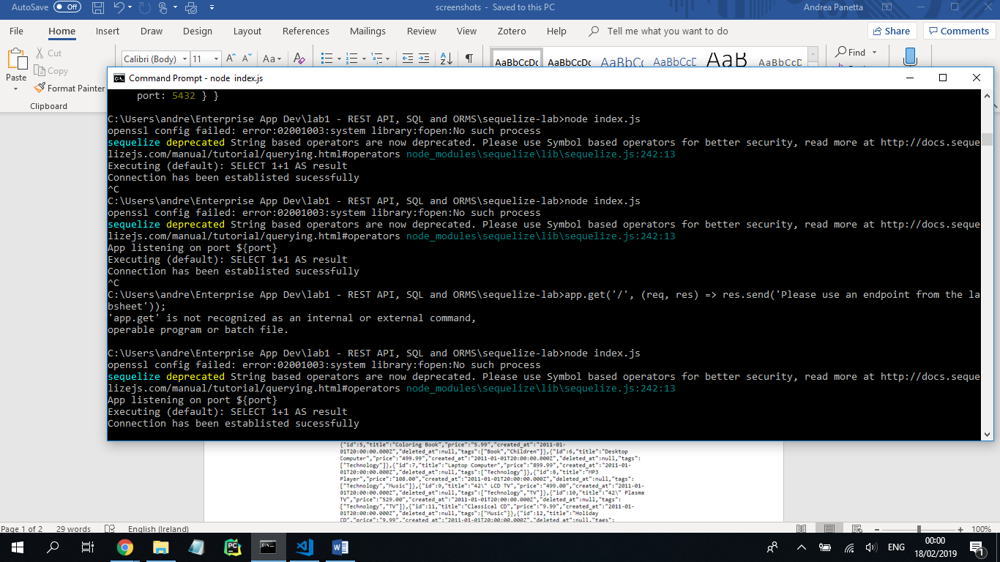 AutoSave Off
screenshots - Saved to this PC
Andrea Panetta
File Home Insert Draw Design Layout References Mailings Review View Zotero Help Tell me what you want to do
Share Comments
Paste
Cut
Copy
Format Painter
Clipboard
Calibri (Body) 11
Aa
AaBbCcDc AaBbCcDc AaBbCc AaBbCcE AaB AaBbCcD
Find
Command Prompt - node index.js
port: 5432 } }
C:\Users\andre\Enterprise App Dev\lab1 - REST API, SQL and ORMS\sequelize-lab>node index.js
openssl config failed: error:02001003:system library:fopen:No such process
sequelize deprecated String based operators are now deprecated. Please use Symbol based operators for better security, read more at http://docs.seque
lizejs.com/manual/tutorial/querying.html#operators node_modules\sequelize\lib\sequelize.js:242:13
Executing (default): SELECT 1+1 AS result
Connection has been establisted sucessfully
^C
C:\Users\andre\Enterprise App Dev\lab1 - REST API, SQL and ORMS\sequelize-lab>node index.js
openssl config failed: error:02001003:system library:fopen:No such process
sequelize deprecated String based operators are now deprecated. Please use Symbol based operators for better security, read more at http://docs.seque
lizejs.com/manual/tutorial/querying.html#operators node_modules\sequelize\lib\sequelize.js:242:13
App listening on port ${port}
Executing (default): SELECT 1+1 AS result
Connection has been establisted sucessfully
^C
C:\Users\andre\Enterprise App Dev\lab1 - REST API, SQL and ORMS\sequelize-lab>app.get('/', (req, res) => res.send('Please use an endpoint from the la
bsheet'));
'app.get' is not recognized as an internal or external command,
operable program or batch file.
C:\Users\andre\Enterprise App Dev\lab1 - REST API, SQL and ORMS\sequelize-lab>node index.js
openssl config failed: error:02001003:system library:fopen:No such process
sequelize deprecated String based operators are now deprecated. Please use Symbol based operators for better security, read more at http://docs.seque
lizejs.com/manual/tutorial/querying.html#operators node_modules\sequelize\lib\sequelize.js:242:13
App listening on port ${port}
Executing (default): SELECT 1+1 AS result
Connection has been establisted sucessfully
{"id":5,"title":"Coloring Book","price":"5.99","created_at":"2011-01-
01T20:00:00.000Z","deleted_at":null,"tags":["Book","Children"]},{"id":6,"title":"Desktop
Computer","price":"499.99","created_at":"2011-01-01T20:00:00.000Z","deleted_at":null,"tags":
["Technology"]},{"id":7,"title":"Laptop Computer","price":"899.99","created_at":"2011-01-
01T20:00:00.000Z","deleted_at":null,"tags":["Technology"]},{"id":8,"title":"MP3
Player","price":"108.00","created_at":"2011-01-01T20:00:00.000Z","deleted_at":null,"tags":
["Technology","Music"]},{"id":9,"title":"42\" LCD TV","price":"499.00","created_at":"2011-01-
01T20:00:00.000Z","deleted_at":null,"tags":["Technology","TV"]},{"id":10,"title":"42\" Plasma
TV","price":"529.00","created_at":"2011-01-01T20:00:00.000Z","deleted_at":null,"tags":
["Technology","TV"]},{"id":11,"title":"Classical CD","price":"9.99","created_at":"2011-01-
01T20:00:00.000Z","deleted_at":null,"tags":["Music"]},{"id":12,"title":"Holiday
CD","price":"9.99","created_at":"2011-01-01T20:00:00.000Z","deleted_at":null,"tags":
Page 1 of 2 29 words English (Ireland) 100%
ENG
00:00
18/02/2019
1